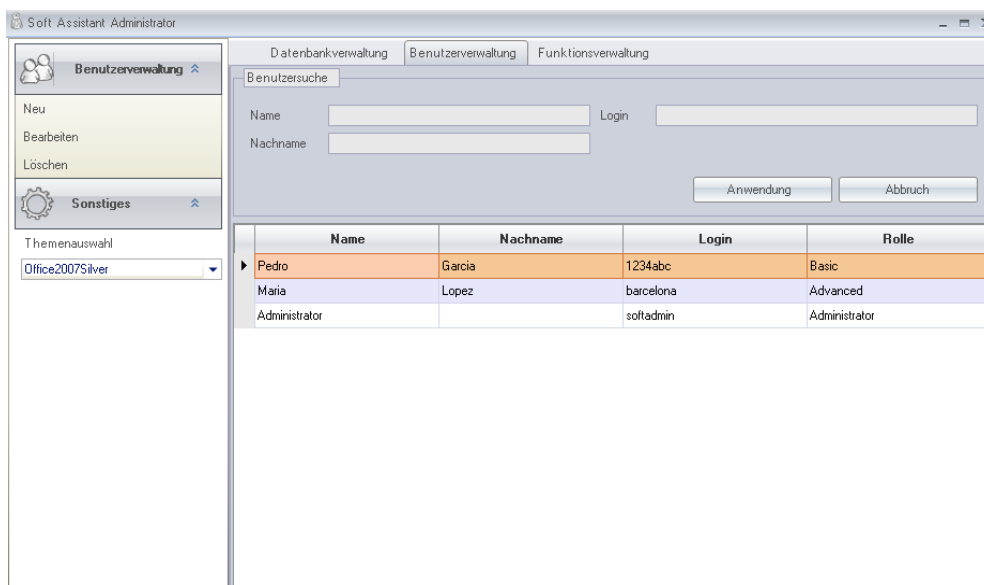 Soft Assistant Administrator
Benutzerverwaltung
Neu
Bearbeiten
Löschen
Sonstiges
Themenauswahl
Office2007Silver
Datenbankverwaltung Benutzerverwaltung Funktionsverwaltung
Benutzersuche
Name Login
Nachname
Anwendung Abbruch
Name Nachname Login Rolle
Pedro Garcia 1234abc Basic
Maria Lopez barcelona Advanced
Administrator softadmin Administrator